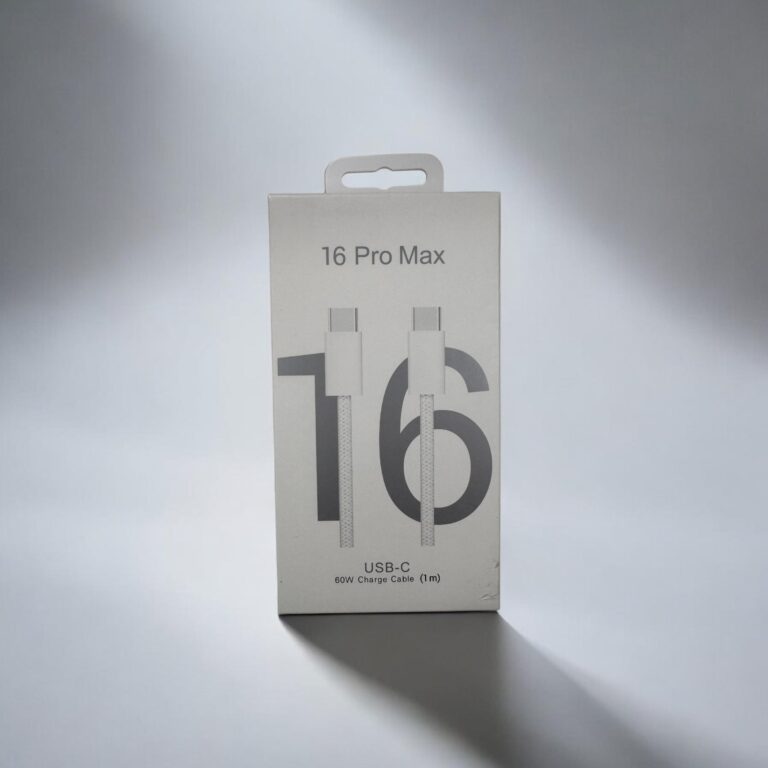 16 Pro Max
16
USB-C
60W Charge Cable (1m)